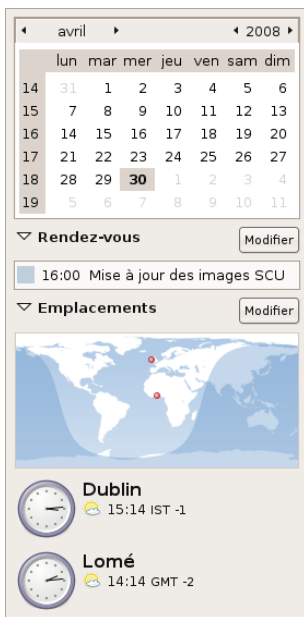 avril 2008
lun mar mer jeu ven sam dim
14 31 1 2 3 4 5 6
15 7 8 9 10 11 12 13
16 14 15 16 17 18 19 20
17 21 22 23 24 25 26 27
18 28 29 30 1 2 3 4
19 5 6 7 8 9 10 11
Rendez-vous Modifier
16:00 Mise à jour des images SCU
Emplacements Modifier
Dublin
15:14 IST -1
Lomé
14:14 GMT -2